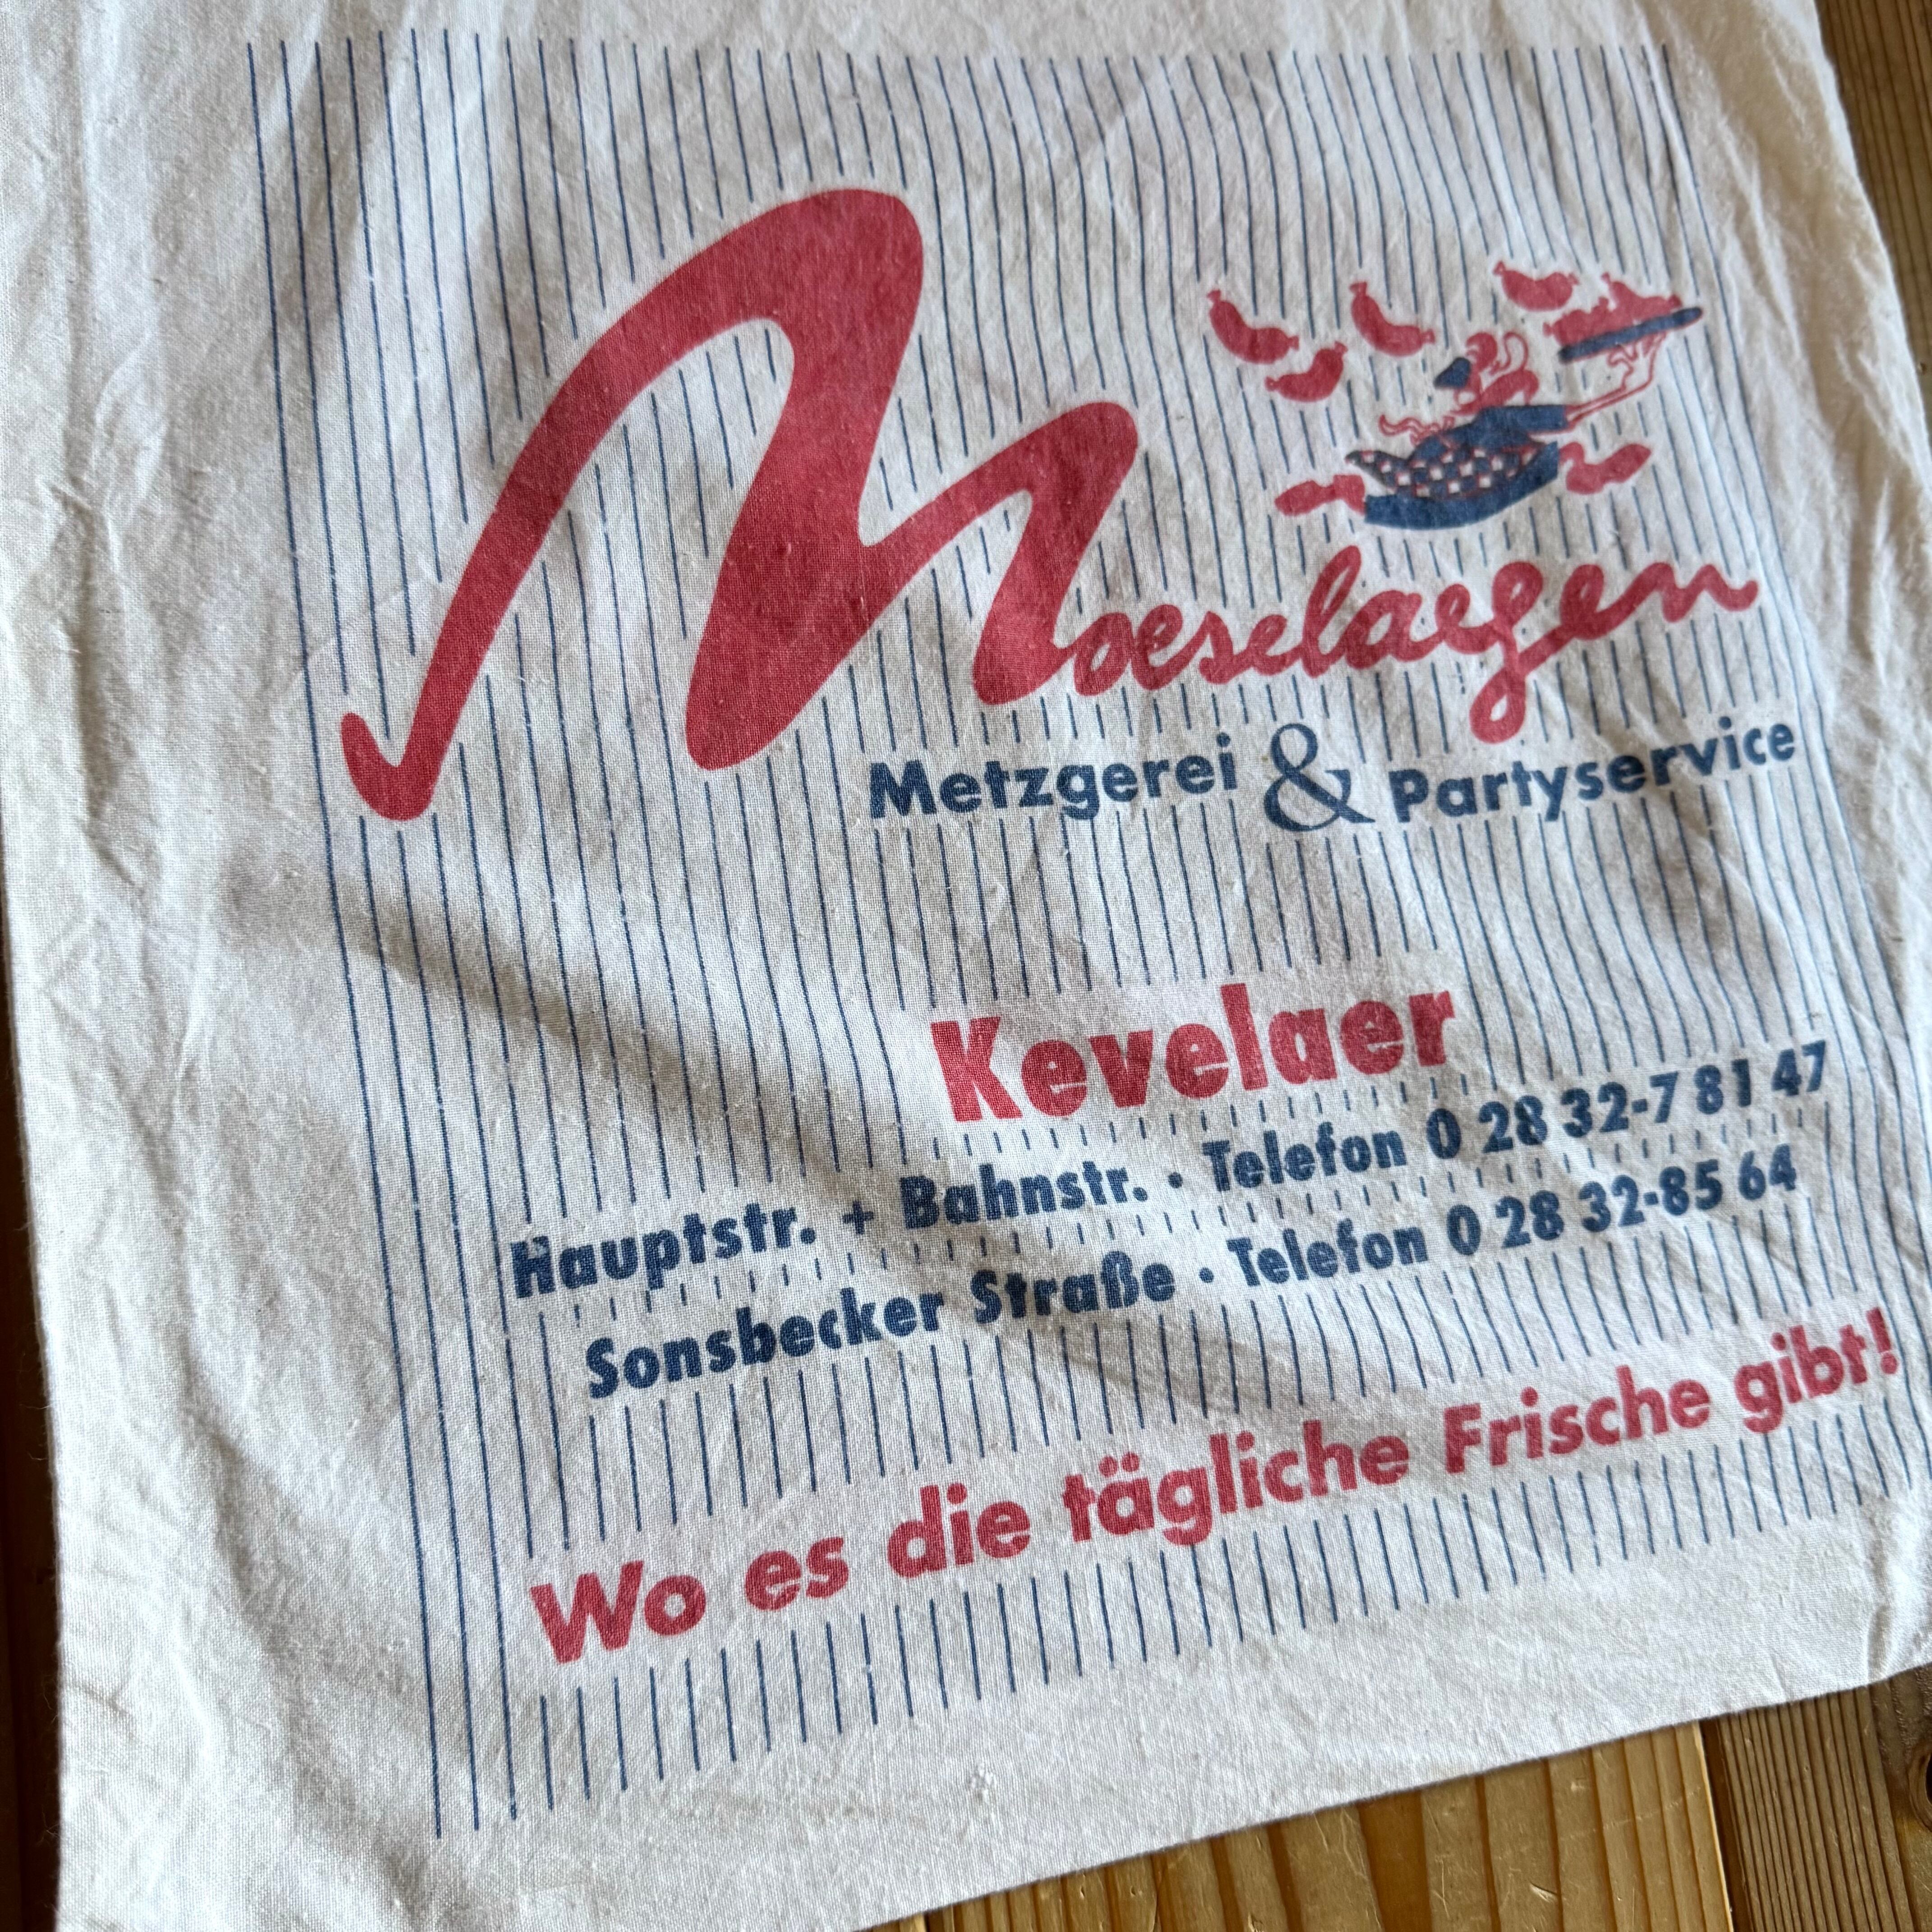 Moeselaegen
Metzgerei & Partyservice
Kevelaer
Hauptstr. + Bahnstr. · Telefon 0 28 32-7 81 47
Sonsbecker Straße · Telefon 0 28 32-85 64
Wo es die tägliche Frische gibt!